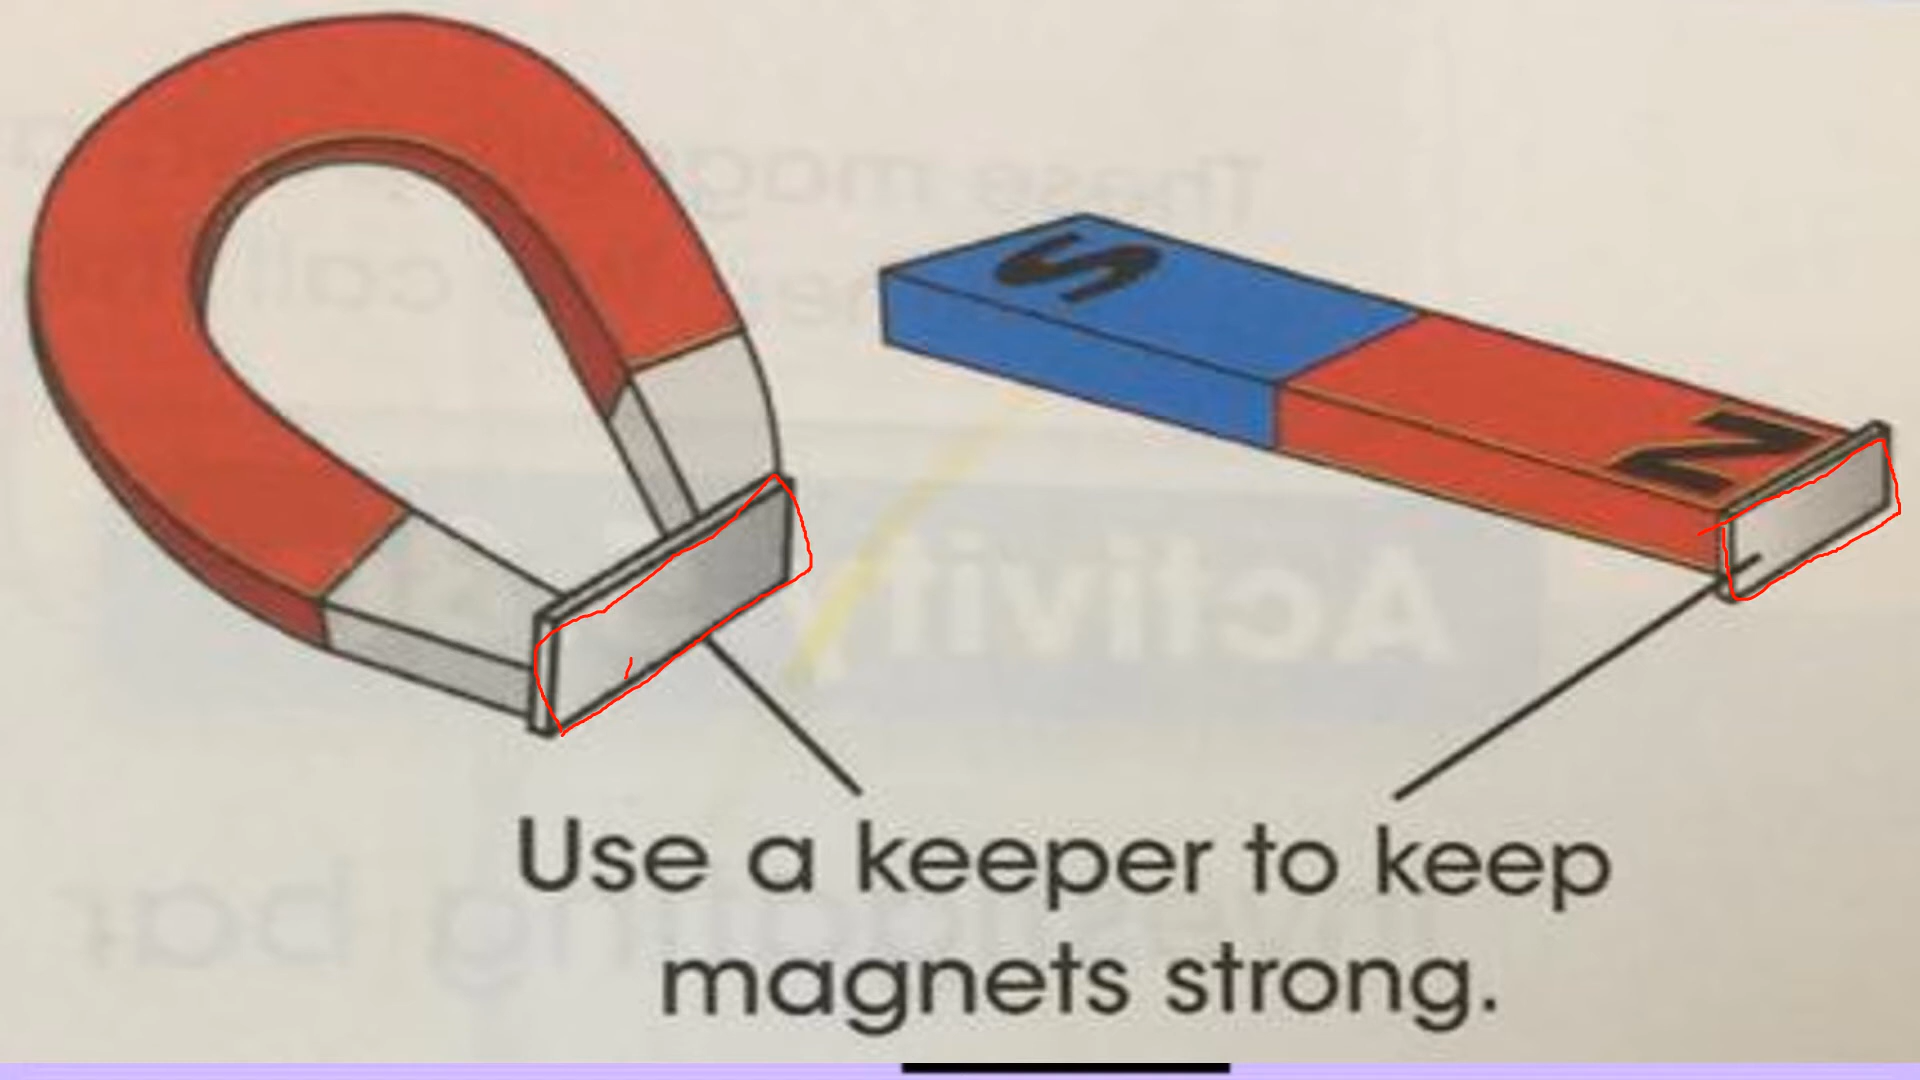 S
N
Use a keeper to keep
magnets strong.